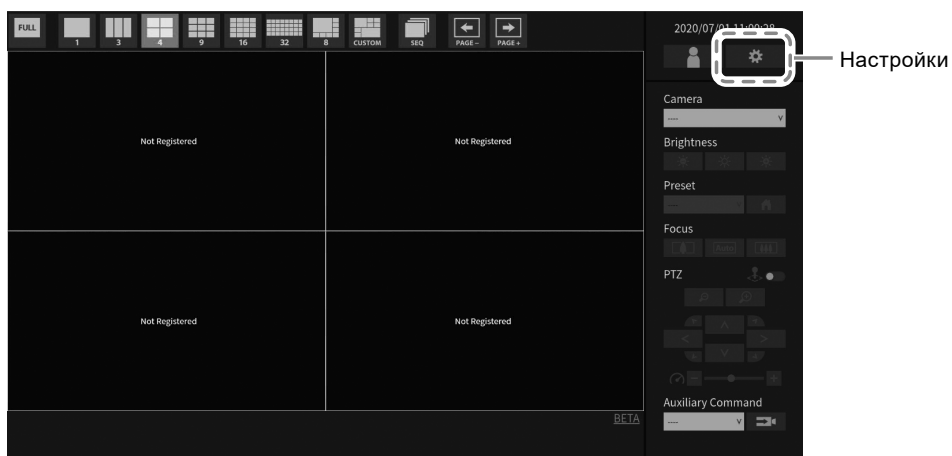 FULL
1
3
4
9
16
32
8
CUSTOM
SEQ
PAGE-
PAGE+
2020/07/01 11:00:28
Настройки
Not Registered
Not Registered
Not Registered
Not Registered
Camera
----
Brightness
Preset
----
Focus
Auto
PTZ
Auxiliary Command
----
BETA